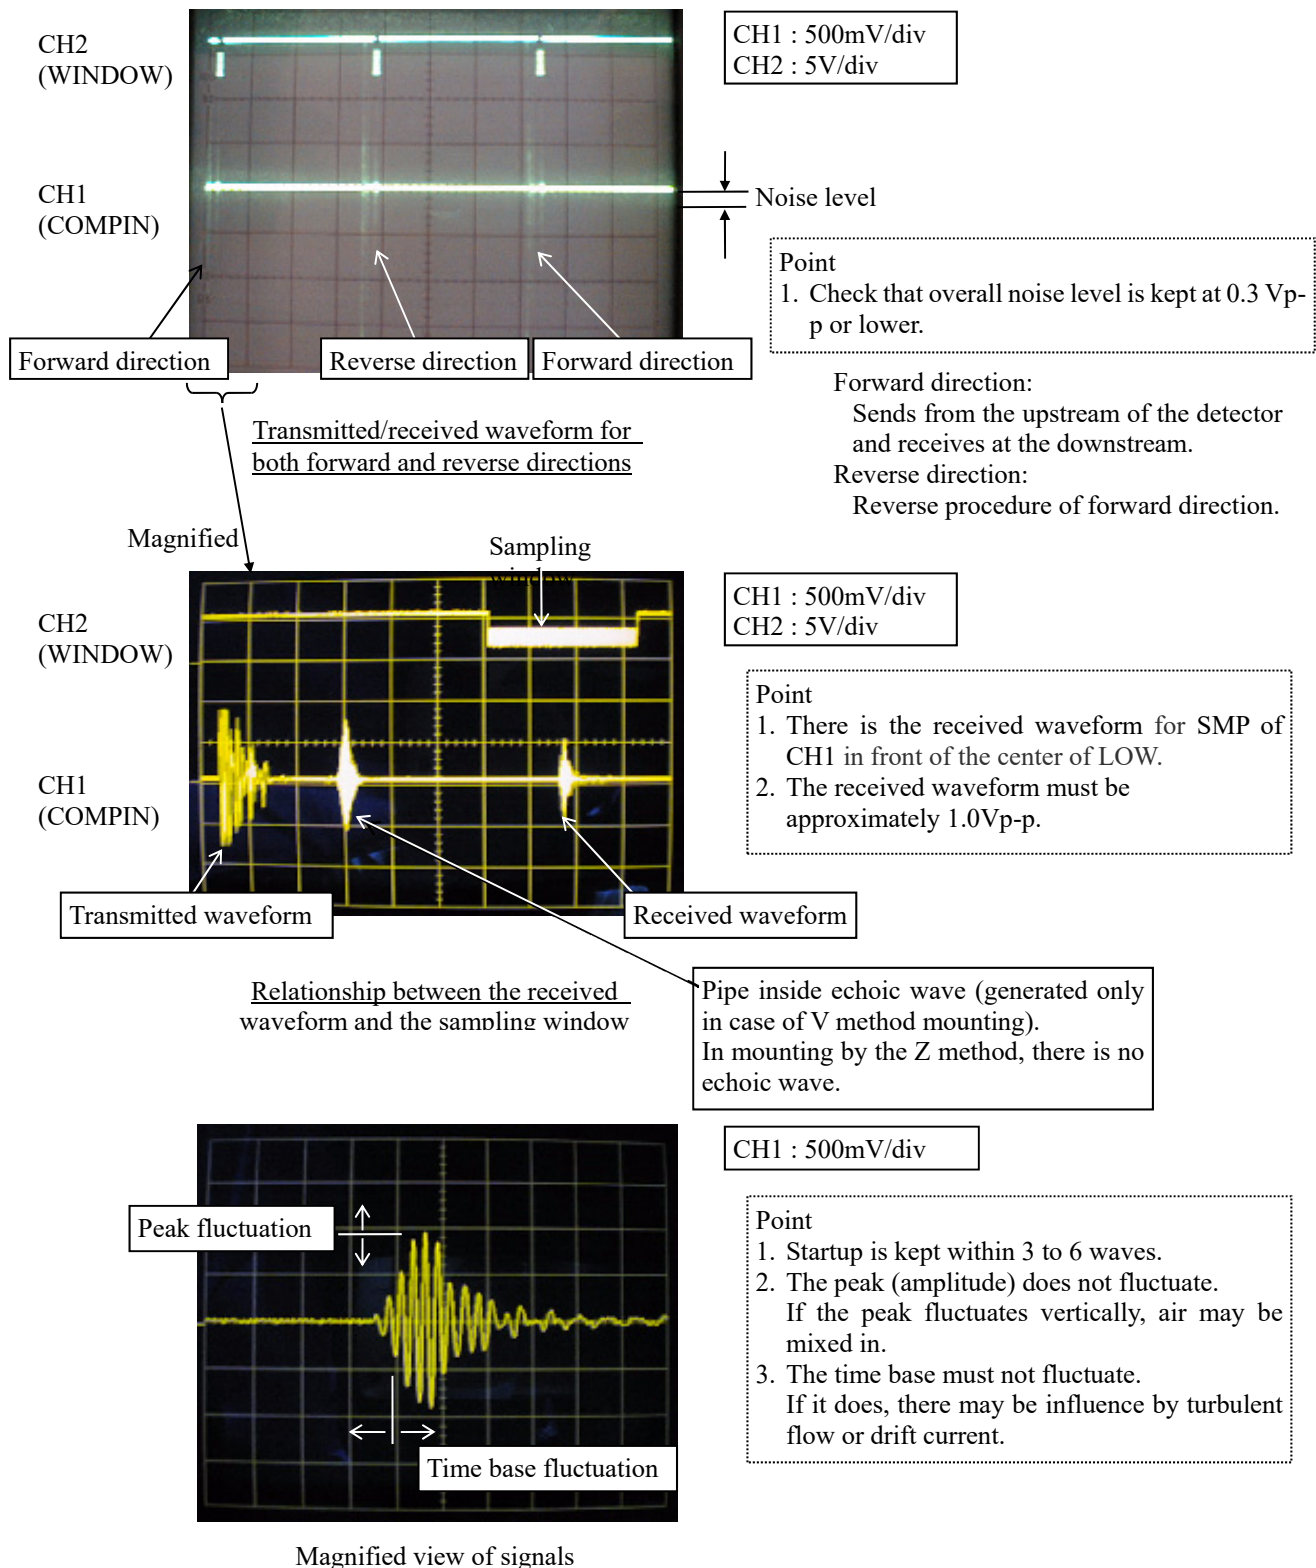 CH2
(WINDOW)
CH1 : 500mV/div
CH2 : 5V/div
CH1
(COMPIN)
Noise level
Point
1. Check that overall noise level is kept at 0.3 Vp-
p or lower.
Forward direction
Reverse direction
Forward direction
Forward direction:
Sends from the upstream of the detector
and receives at the downstream.
Reverse direction:
Reverse procedure of forward direction.
Transmitted/received waveform for
both forward and reverse directions
Magnified
Sampling
window
CH2
(WINDOW)
CH1 : 500mV/div
CH2 : 5V/div
CH1
(COMPIN)
Point
1. There is the received waveform for SMP of
CH1 in front of the center of LOW.
2. The received waveform must be
approximately 1.0Vp-p.
Transmitted waveform
Received waveform
Relationship between the received
waveform and the sampling window
Pipe inside echoic wave (generated only
in case of V method mounting).
In mounting by the Z method, there is no
echoic wave.
CH1 : 500mV/div
Peak fluctuation
Time base fluctuation
Point
1. Startup is kept within 3 to 6 waves.
2. The peak (amplitude) does not fluctuate.
If the peak fluctuates vertically, air may be
mixed in.
3. The time base must not fluctuate.
If it does, there may be influence by turbulent
flow or drift current.
Magnified view of signals